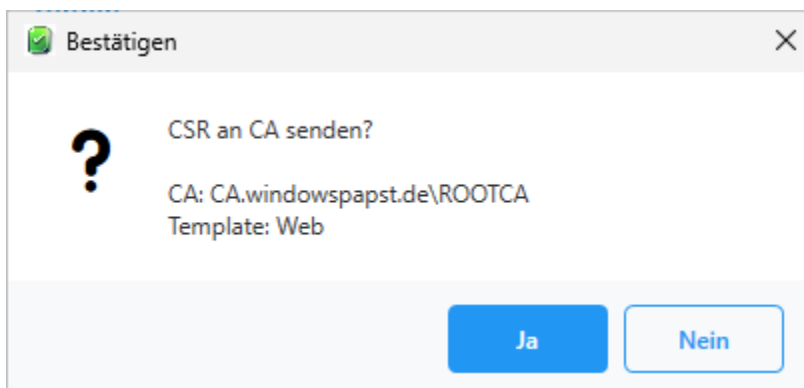 Bestätigen
CSR an CA senden?
CA: CA.windowspapst.de\ROOTCA
Template: Web
Ja
Nein